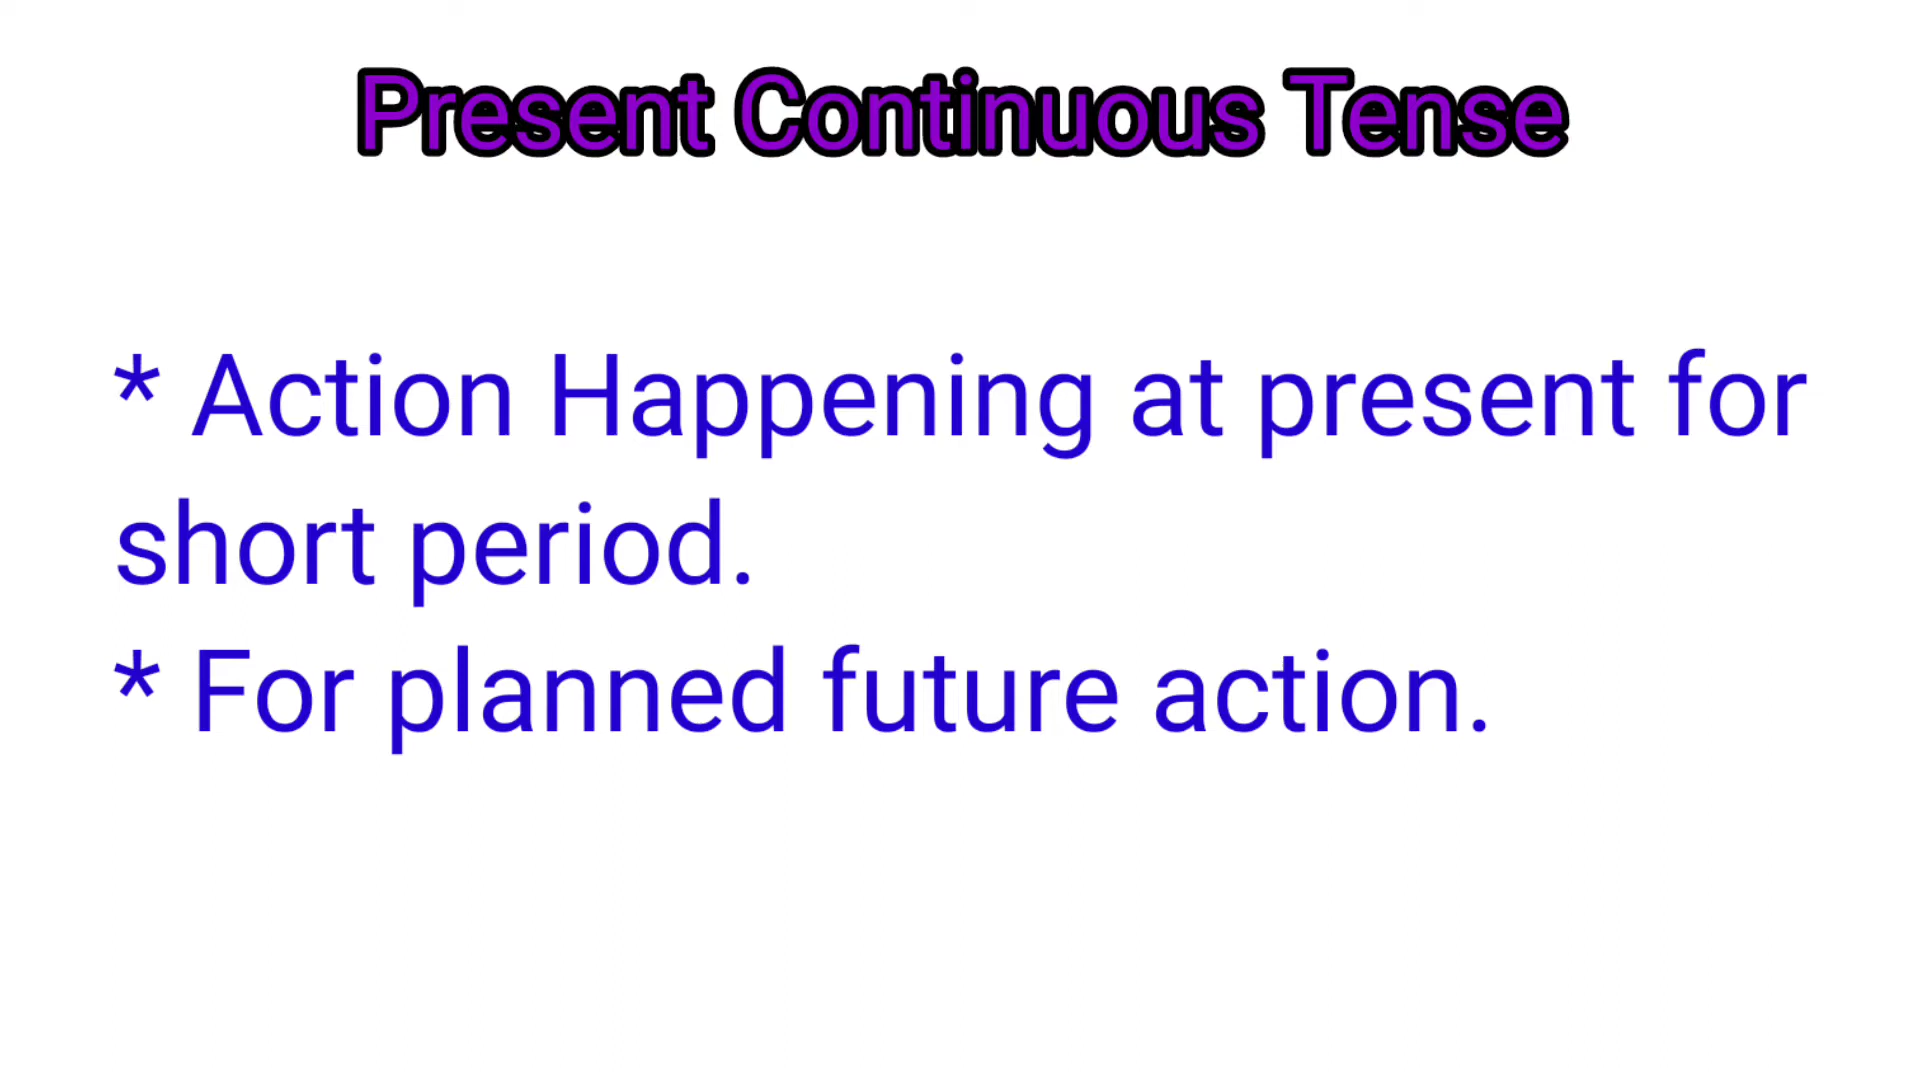 Present Continuous Tense
* Action Happening at present for
short period.
* For planned future action.